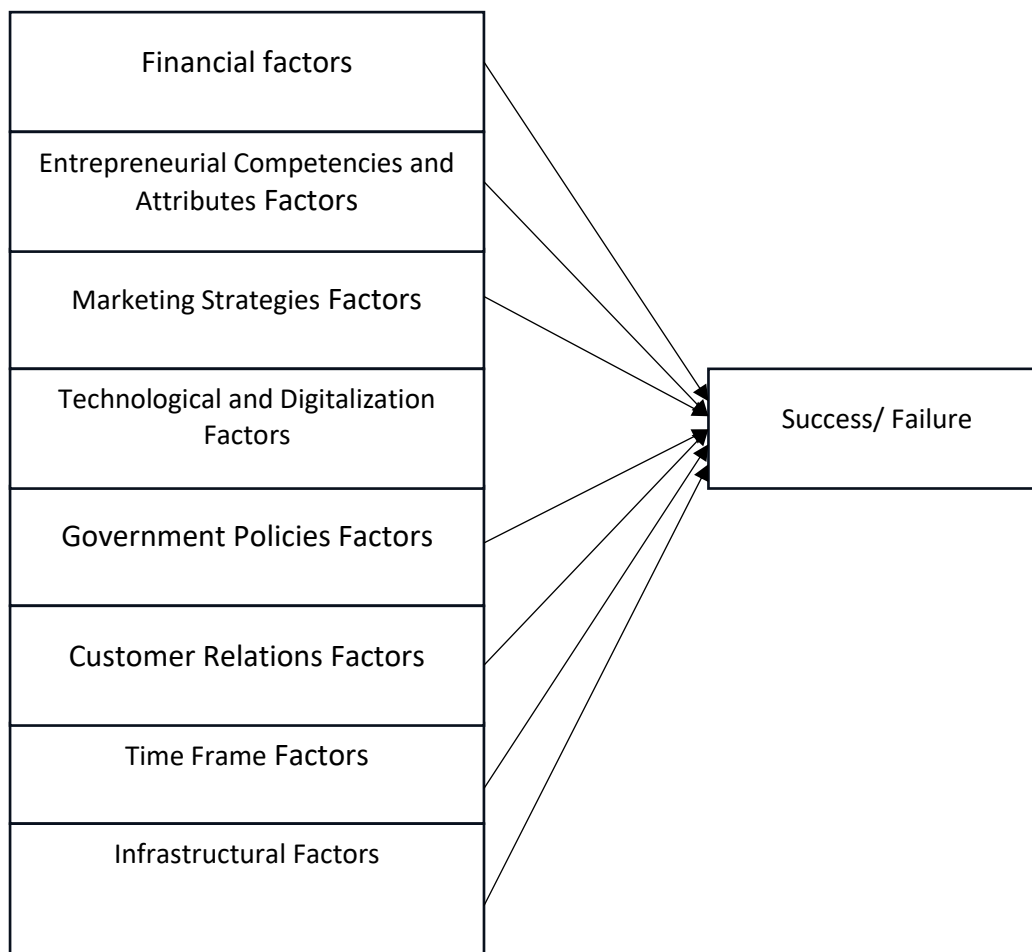 Financial factors
Entrepreneurial Competencies and
Attributes Factors
Marketing Strategies Factors
Technological and Digitalization
Factors
Government Policies Factors
Customer Relations Factors
Time Frame Factors
Infrastructural Factors
Success/ Failure